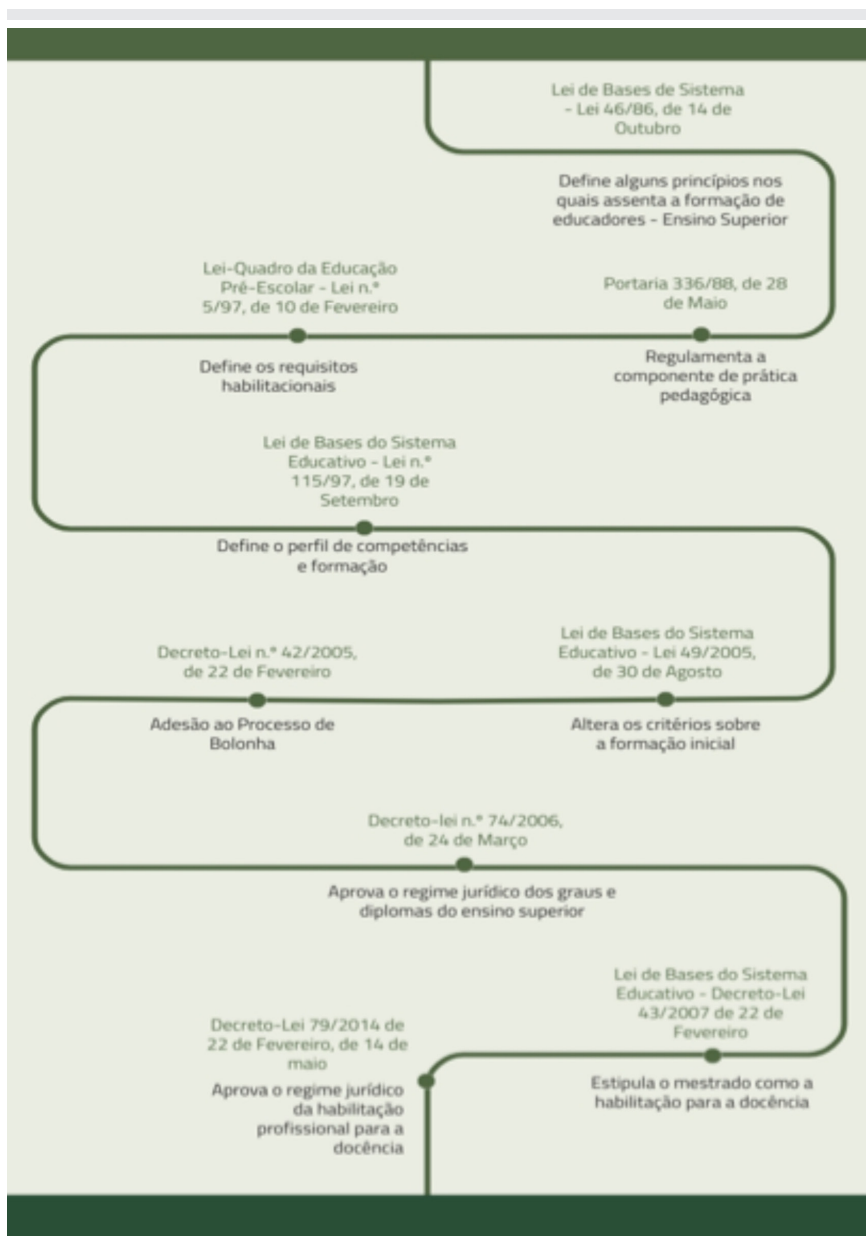 Lei de Bases de Sistema
- Lei 46/86, de 14 de
Outubro
Define alguns princípios nos
quais assenta a formação de
educadores - Ensino Superior
Portaria 336/88, de 28
de Maio
Regulamenta a
componente de prática
pedagógica
Lei-Quadro da Educação
Pré-Escolar - Lei n.º
5/97, de 10 de Fevereiro
Define os requisitos
habilitacionais
Lei de Bases do Sistema
Educativo - Lei n.º
115/97, de 19 de
Setembro
Define o perfil de competências
e formação
Lei de Bases do Sistema
Educativo - Lei 49/2005,
de 30 de Agosto
Altera os critérios sobre
a formação inicial
Decreto-Lei n.º 42/2005,
de 22 de Fevereiro
Adesão ao Processo de
Bolonha
Decreto-lei n.º 74/2006,
de 24 de Março
Aprova o regime jurídico dos graus e
diplomas do ensino superior
Lei de Bases do Sistema
Educativo - Decreto-Lei
43/2007 de 22 de
Fevereiro
Estipula o mestrado como a
habilitação para a docência
Decreto-Lei 79/2014 de
22 de Fevereiro, de 14 de
maio
Aprova o regime jurídico
da habilitação
profissional para a
docência